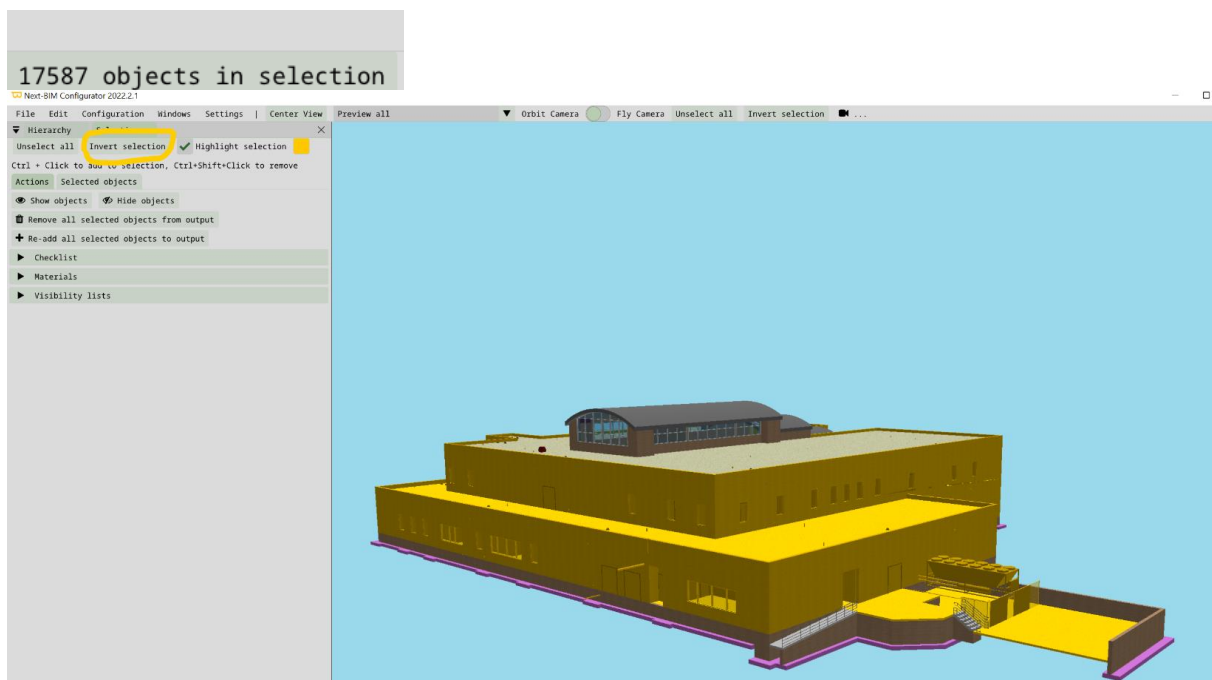 17587 objects in selection
Next-BIM Configurator 2022.2.1
File Edit Configuration Windows Settings | Center View Preview all Orbit Camera Fly Camera Unselect all Invert selection ...
Hierarchy
Unselect all Invert selection Highlight selection
Ctrl + Click to add to selection, Ctrl+Shift+Click to remove
Actions Selected objects
Show objects Hide objects
Remove all selected objects from output
Re-add all selected objects to output
Checklist
Materials
Visibility lists